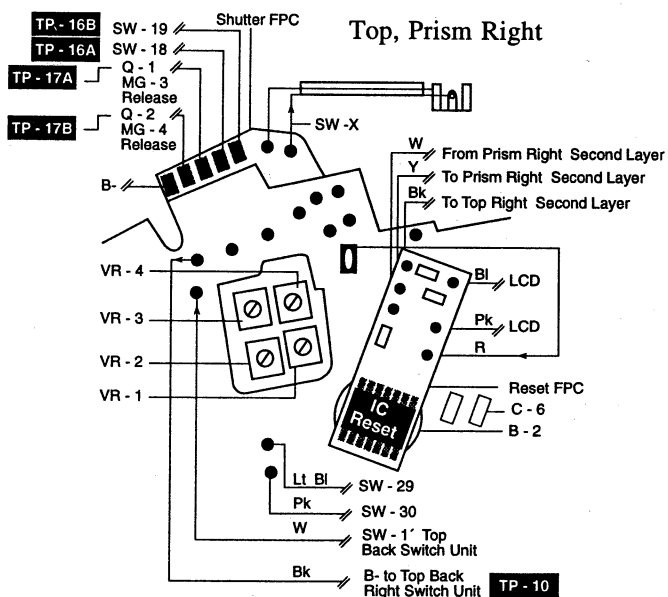 Top, Prism Right
Shutter FPC
TP - 16B SW - 19
TP - 16A SW - 18
TP - 17A Q - 1
MG - 3
Release
TP - 17B Q - 2
MG - 4
Release
B-
SW -X
W From Prism Right Second Layer
Y To Prism Right Second Layer
Bk To Top Right Second Layer
VR - 4
VR - 3
VR - 2
VR - 1
Bl LCD
Pk LCD
R
Reset FPC
C - 6
B - 2
IC
Reset
Lt Bl SW - 29
Pk SW - 30
W SW - 1´ Top
Back Switch Unit
Bk B- to Top Back
Right Switch Unit TP - 10